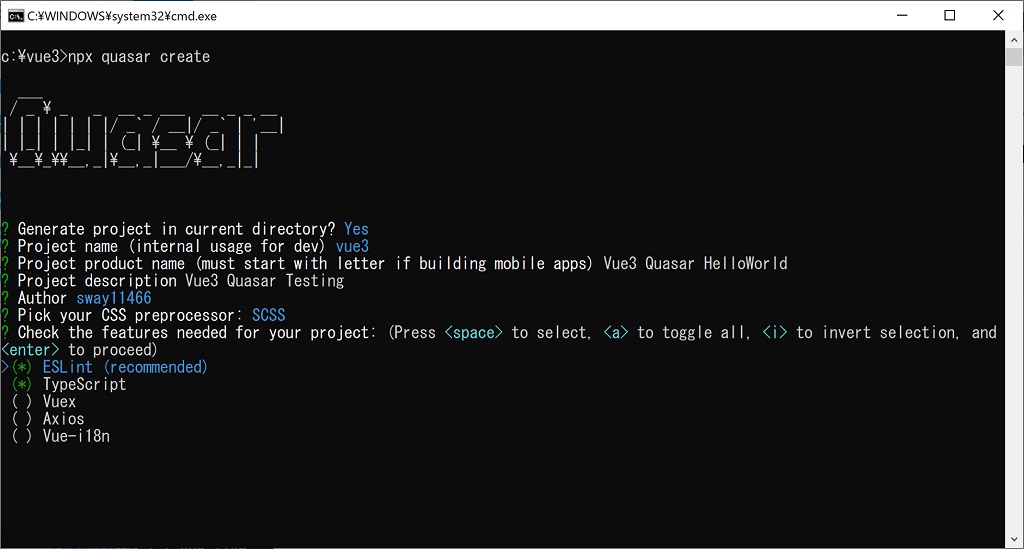 C:¥WINDOWS¥system32¥cmd.exe
c:¥vue3>npx quasar create
Quasar
? Generate project in current directory? Yes
? Project name (internal usage for dev) vue3
? Project product name (must start with letter if building mobile apps) Vue3 Quasar HelloWorld
? Project description Vue3 Quasar Testing
? Author sway11466
? Pick your CSS preprocessor: SCSS
? Check the features needed for your project: (Press <space> to select, <a> to toggle all, <i> to invert selection, and
<enter> to proceed)
>(*) ESLint (recommended)
(*) TypeScript
( ) Vuex
( ) Axios
( ) Vue-i18n